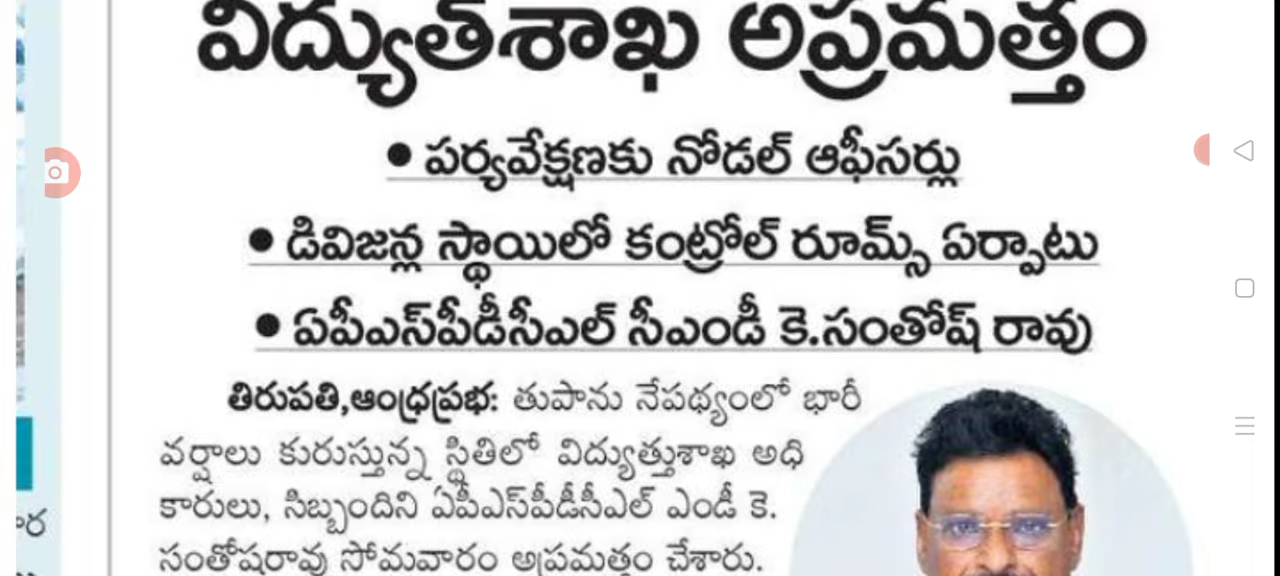 విద్యుత్‌శాఖ అప్రమత్తం
• పర్యవేక్షణకు నోడల్ ఆఫీసర్లు
• డివిజన్ల స్థాయిలో కంట్రోల్ రూమ్స్ ఏర్పాటు
• ఏపీఎస్‌పీడీసీఎల్ సీఎండీ కె.సంతోష్ రావు
తిరుపతి,ఆంధ్రప్రభ: తుపాను నేపథ్యంలో భారీ
వర్షాలు కురుస్తున్న స్థితిలో విద్యుత్తుశాఖ అధి
కారులు, సిబ్బందిని ఏపీఎస్‌పీడీసీఎల్ ఎండీ కె.
సంతోషరావు సోమవారం అప్రమత్తం చేశారు.